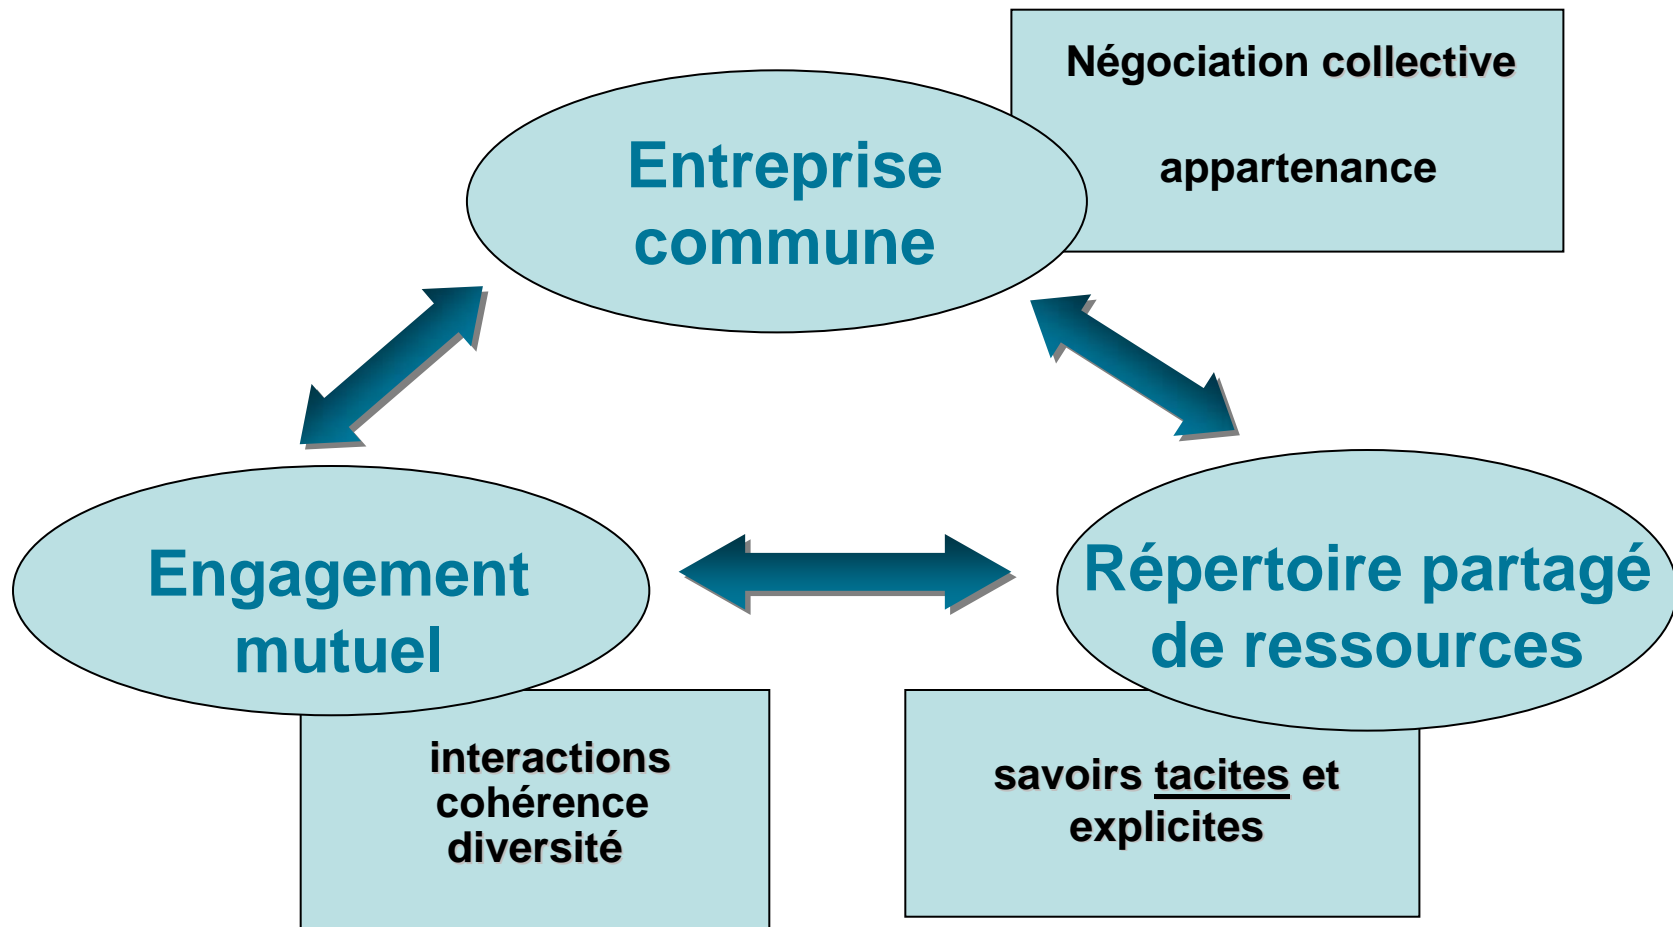 Négociation collective
appartenance
Entreprise
commune
Engagement
mutuel
interactions
cohérence
diversité
Répertoire partagé
de ressources
savoirs tacites et
explicites